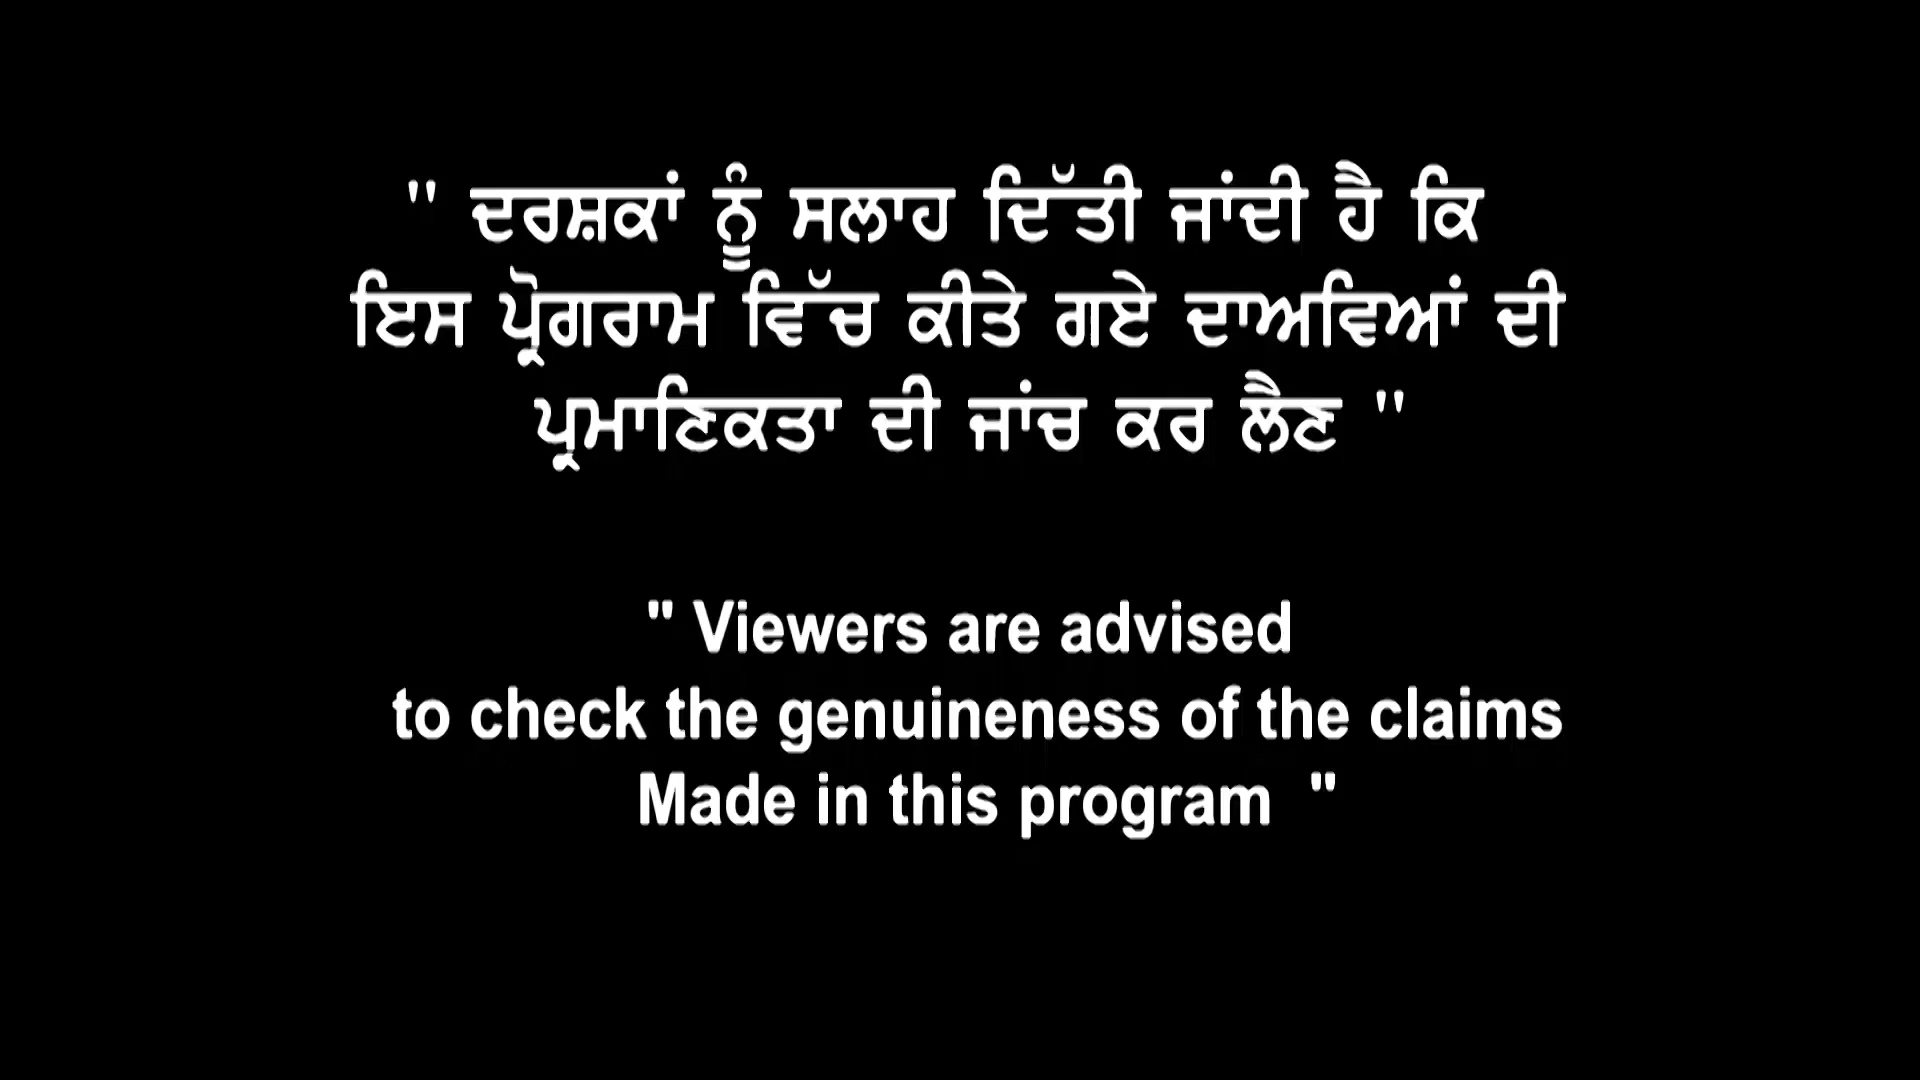 " ਦਰਸ਼ਕਾਂ ਨੂੰ ਸਲਾਹ ਦਿੱਤੀ ਜਾਂਦੀ ਹੈ ਕਿ
ਇਸ ਪ੍ਰੋਗਰਾਮ ਵਿੱਚ ਕੀਤੇ ਗਏ ਦਾਅਵਿਆਂ ਦੀ
ਪ੍ਰਮਾਣਿਕਤਾ ਦੀ ਜਾਂਚ ਕਰ ਲੈਣ "
" Viewers are advised
to check the genuineness of the claims
Made in this program "